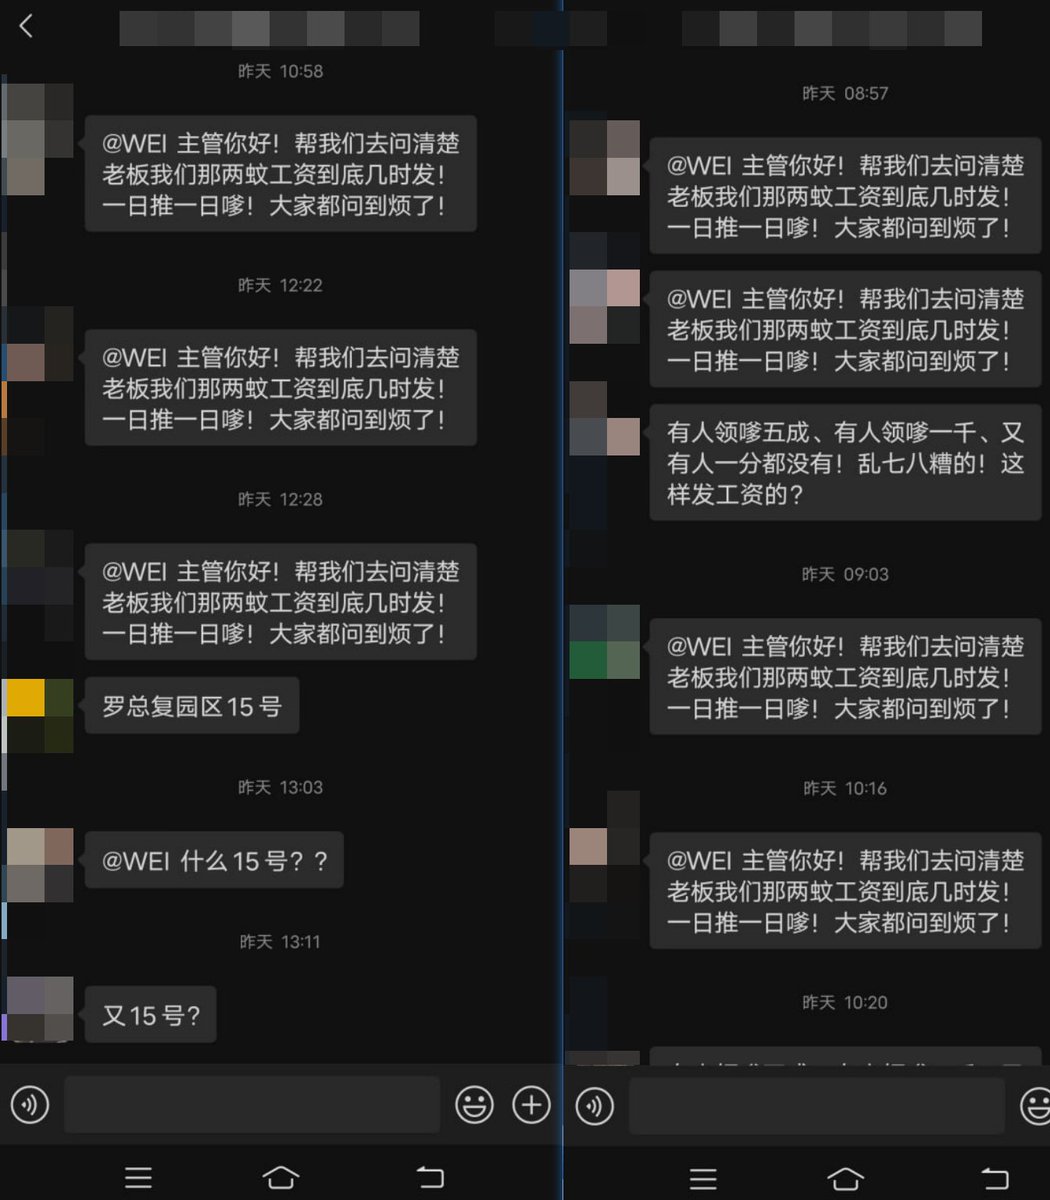 昨天 10:58
@WEI 主管你好！帮我们去问清楚
老板我们那两蚊工资到底几时发！
一日推一日嗲！大家都问到烦了！
昨天 12:22
@WEI 主管你好！帮我们去问清楚
老板我们那两蚊工资到底几时发！
一日推一日嗲！大家都问到烦了！
昨天 12:28
@WEI 主管你好！帮我们去问清楚
老板我们那两蚊工资到底几时发！
一日推一日嗲！大家都问到烦了！
罗总复园区15号
昨天 13:03
@WEI 什么15号？？
昨天 13:11
又15号？
昨天 08:57
@WEI 主管你好！帮我们去问清楚
老板我们那两蚊工资到底几时发！
一日推一日嗲！大家都问到烦了！
@WEI 主管你好！帮我们去问清楚
老板我们那两蚊工资到底几时发！
一日推一日嗲！大家都问到烦了！
有人领嗲五成、有人领嗲一千、又
有人一分都没有！乱七八糟的！这
样发工资的？
昨天 09:03
@WEI 主管你好！帮我们去问清楚
老板我们那两蚊工资到底几时发！
一日推一日嗲！大家都问到烦了！
昨天 10:16
@WEI 主管你好！帮我们去问清楚
老板我们那两蚊工资到底几时发！
一日推一日嗲！大家都问到烦了！
昨天 10:20